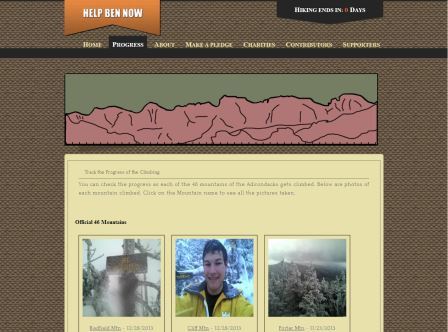 HELP BEN NOW
HIKING ENDS IN: 0 DAYS
HOME PROGRESS ABOUT MAKE A PLEDGE CHARITIES CONTRIBUTORS SUPPORTERS
Track the Progress of the Climbing:
You can check the progress as each of the 46 mountains of the Adirondacks gets climbed. Below are photos of
each mountain climbed. Click on the Mountain name to see all the pictures taken.
Official 46 Mountains
Redfield Mtn - 12/28/2013
Cliff Mtn - 12/28/2013
Porter Mtn - 11/23/2013